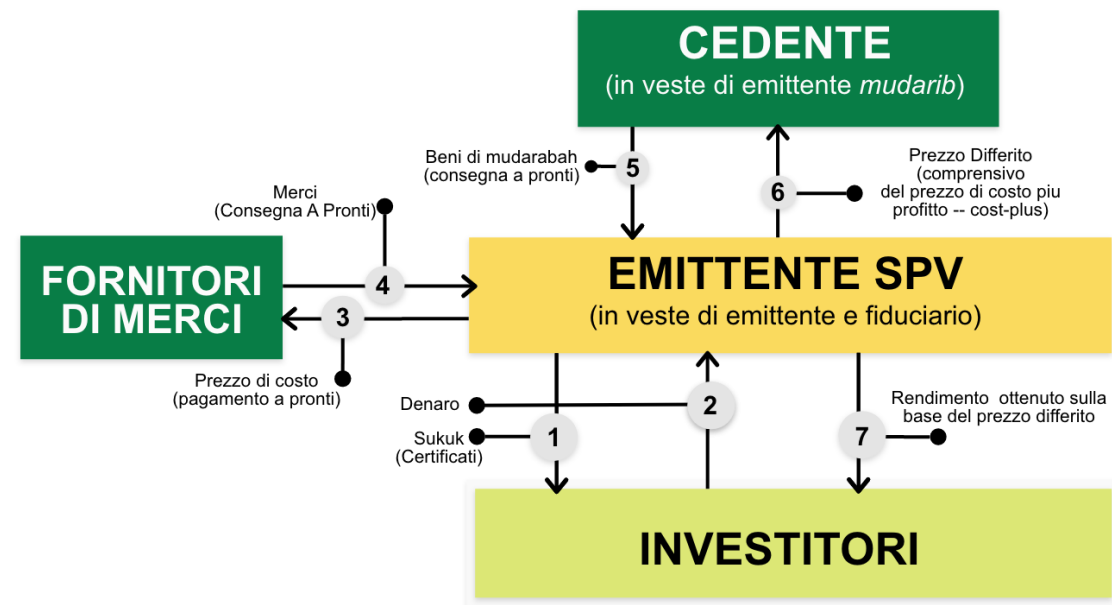 CEDENTE
(in veste di emittente mudarib)
Beni di mudarabah
(consegna a pronti)
5
6
Prezzo Differito
(comprensivo
del prezzo di costo piu
profitto -- cost-plus)
Merci
(Consegna A Pronti)
FORNITORI
DI MERCI
4
3
Prezzo di costo
(pagamento a pronti)
EMITTENTE SPV
(in veste di emittente e fiduciario)
Denaro
2
Sukuk
(Certificati)
1
7
Rendimento ottenuto sulla
base del prezzo differito
INVESTITORI